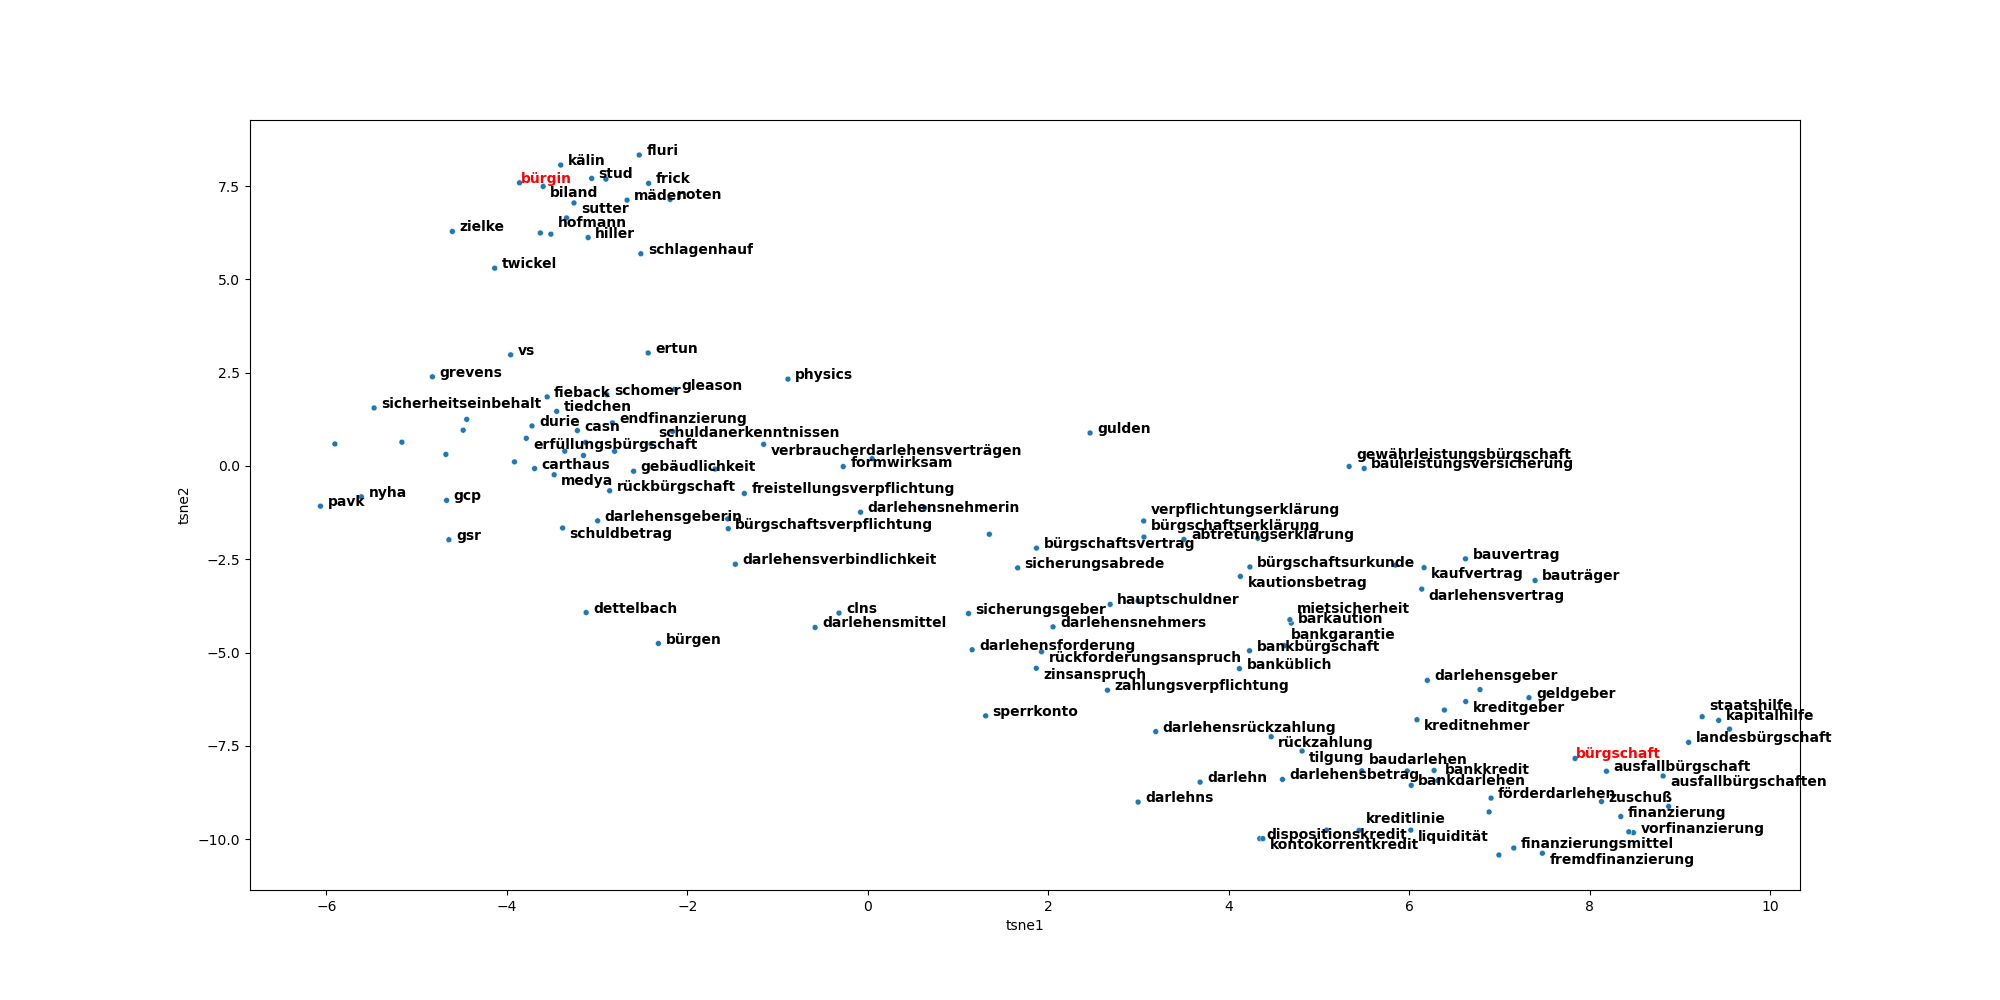 fluri
kälin
stud
bürgin
frick
biland
mäder
noten
sutter
hofmann
zielke
hiller
schlagenhauf
twickel
vs
ertun
grevens
physics
gleason
schomer
fieback
sicherheitseinbehalt
tiedchen
endfinanzierung
durie
cash
schuldanerkenntnissen
gulden
erfüllungsbürgschaft
verbraucherdarlehensverträgen
gewährleistungsbürgschaft
formwirksam
bauleistungsversicherung
carthaus
gebäudlichkeit
medya
rückbürgschaft
freistellungsverpflichtung
nyha
gcp
pavk
darlehensnehmerin
verpflichtungserklärung
darlehensgeberin
bürgschaftsverpflichtung
bürgschaftserklärung
schuldbetrag
abtretungserklärung
gsr
bürgschaftsvertrag
bauvertrag
darlehensverbindlichkeit
sicherungsabrede
bürgschaftsurkunde
kaufvertrag
bauträger
kautionsbetrag
darlehensvertrag
hauptschuldner
dettelbach
clns
sicherungsgeber
mietsicherheit
darlehensmittel
darlehensnehmers
barkaution
bankgarantie
bürgen
darlehensforderung
bankbürgschaft
rückforderungsanspruch
banküblich
zinsanspruch
darlehensgeber
zahlungsverpflichtung
geldgeber
kreditgeber
staatshilfe
sperrkonto
kapitalhilfe
kreditnehmer
darlehensrückzahlung
landesbürgschaft
rückzahlung
bürgschaft
tilgung
baudarlehen
ausfallbürgschaft
bankkredit
darlehn
darlehensbetrag
bankdarlehen
ausfallbürgschaften
darlehns
förderdarlehen
zuschuß
finanzierung
kreditlinie
vorfinanzierung
dispositionskredit
liquidität
kontokorrentkredit
finanzierungsmittel
fremdfinanzierung
7.5
5.0
2.5
0.0
−2.5
−5.0
−7.5
−10.0
tsne2
−6 −4 −2 0 2 4 6 8 10
tsne1